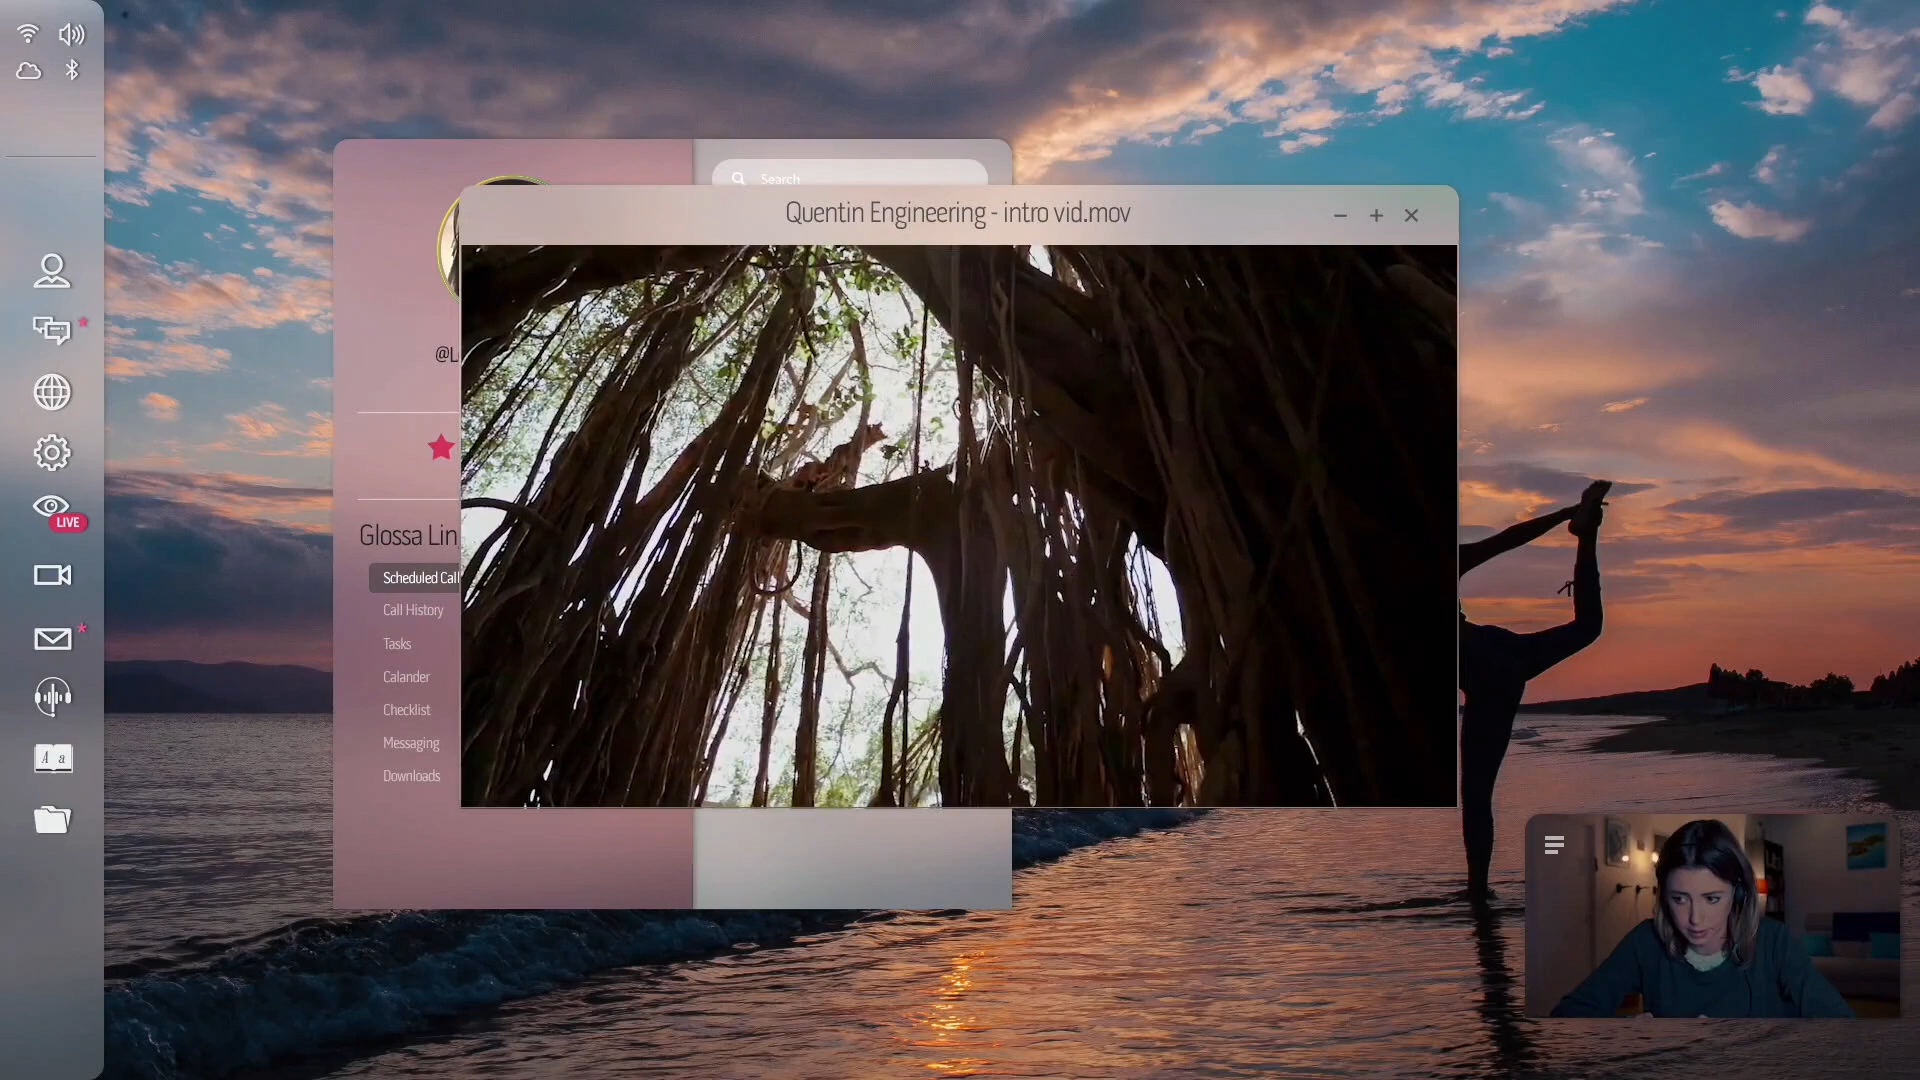 Search
Quentin Engineering - intro vid.mov
@L
Glossa Lin
Scheduled Call
Call History
Tasks
Calander
Checklist
Messaging
Downloads
LIVE
A a